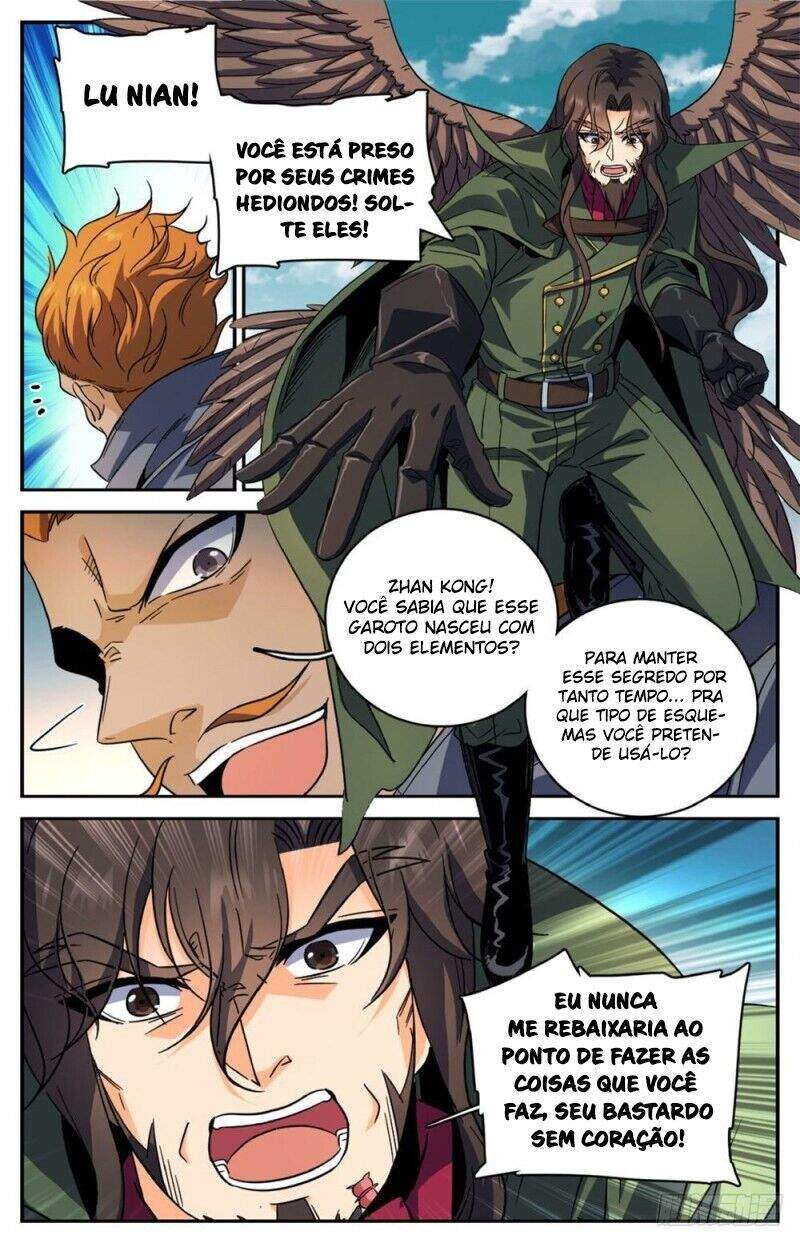 LU NIAN!
VOCÊ ESTÁ PRESO
POR SEUS CRIMES
HEDIONDOS! SOL-
TE ELES!
ZHAN KONG!
VOCÊ SABIA QUE ESSE
GAROTO NASCEU COM
DOIS ELEMENTOS?
PARA MANTER
ESSE SEGREDO POR
TANTO TEMPO... PRA
QUE TIPO DE ESQUE-
MAS VOCÊ PRETEN-
DE USÁ-LO?
EU NUNCA
ME REBAIXARIA AO
PONTO DE FAZER AS
COISAS QUE VOCÊ
FAZ, SEU BASTARDO
SEM CORAÇÃO!